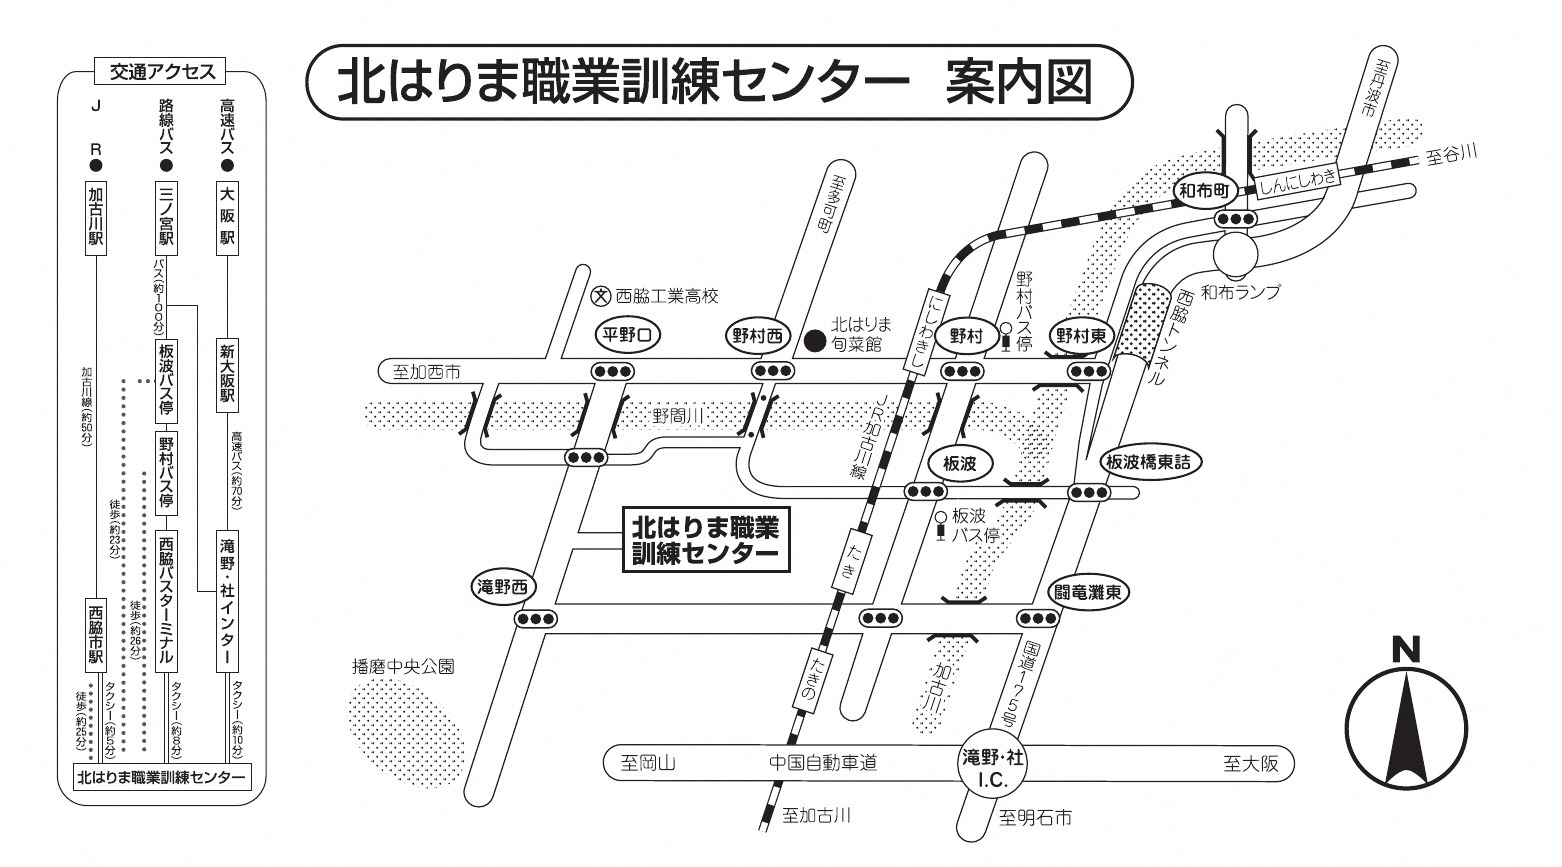 北はりま職業訓練センター 案内図
交通アクセス
JR
加古川駅
加古川線(約50分)
西脇市駅
徒歩(約25分)
タクシー(約5分)
路線バス
三ノ宮駅
バス(約100分)
板波バス停
野村バス停
西脇バスターミナル
徒歩(約23分)
徒歩(約26分)
タクシー(約8分)
高速バス
大阪駅
新大阪駅
高速バス(約70分)
滝野・社インター
タクシー(約10分)
北はりま職業訓練センター
至丹波市
至谷川
しんにしわき
和布町
和布ランプ
西脇トンネル
至多可町
西脇工業高校
平野口
野村西
北はりま
旬菜館
にしわきし
野村
野村バス停
野村東
至加西市
野間川
JR加古川線
板波
板波橋東詰
板波
バス停
北はりま職業
訓練センター
たき
滝野西
闘竜灘東
播磨中央公園
たきの
加古川
国道175号
至岡山
中国自動車道
滝野・社
I.C.
至大阪
至加古川
至明石市
N
文